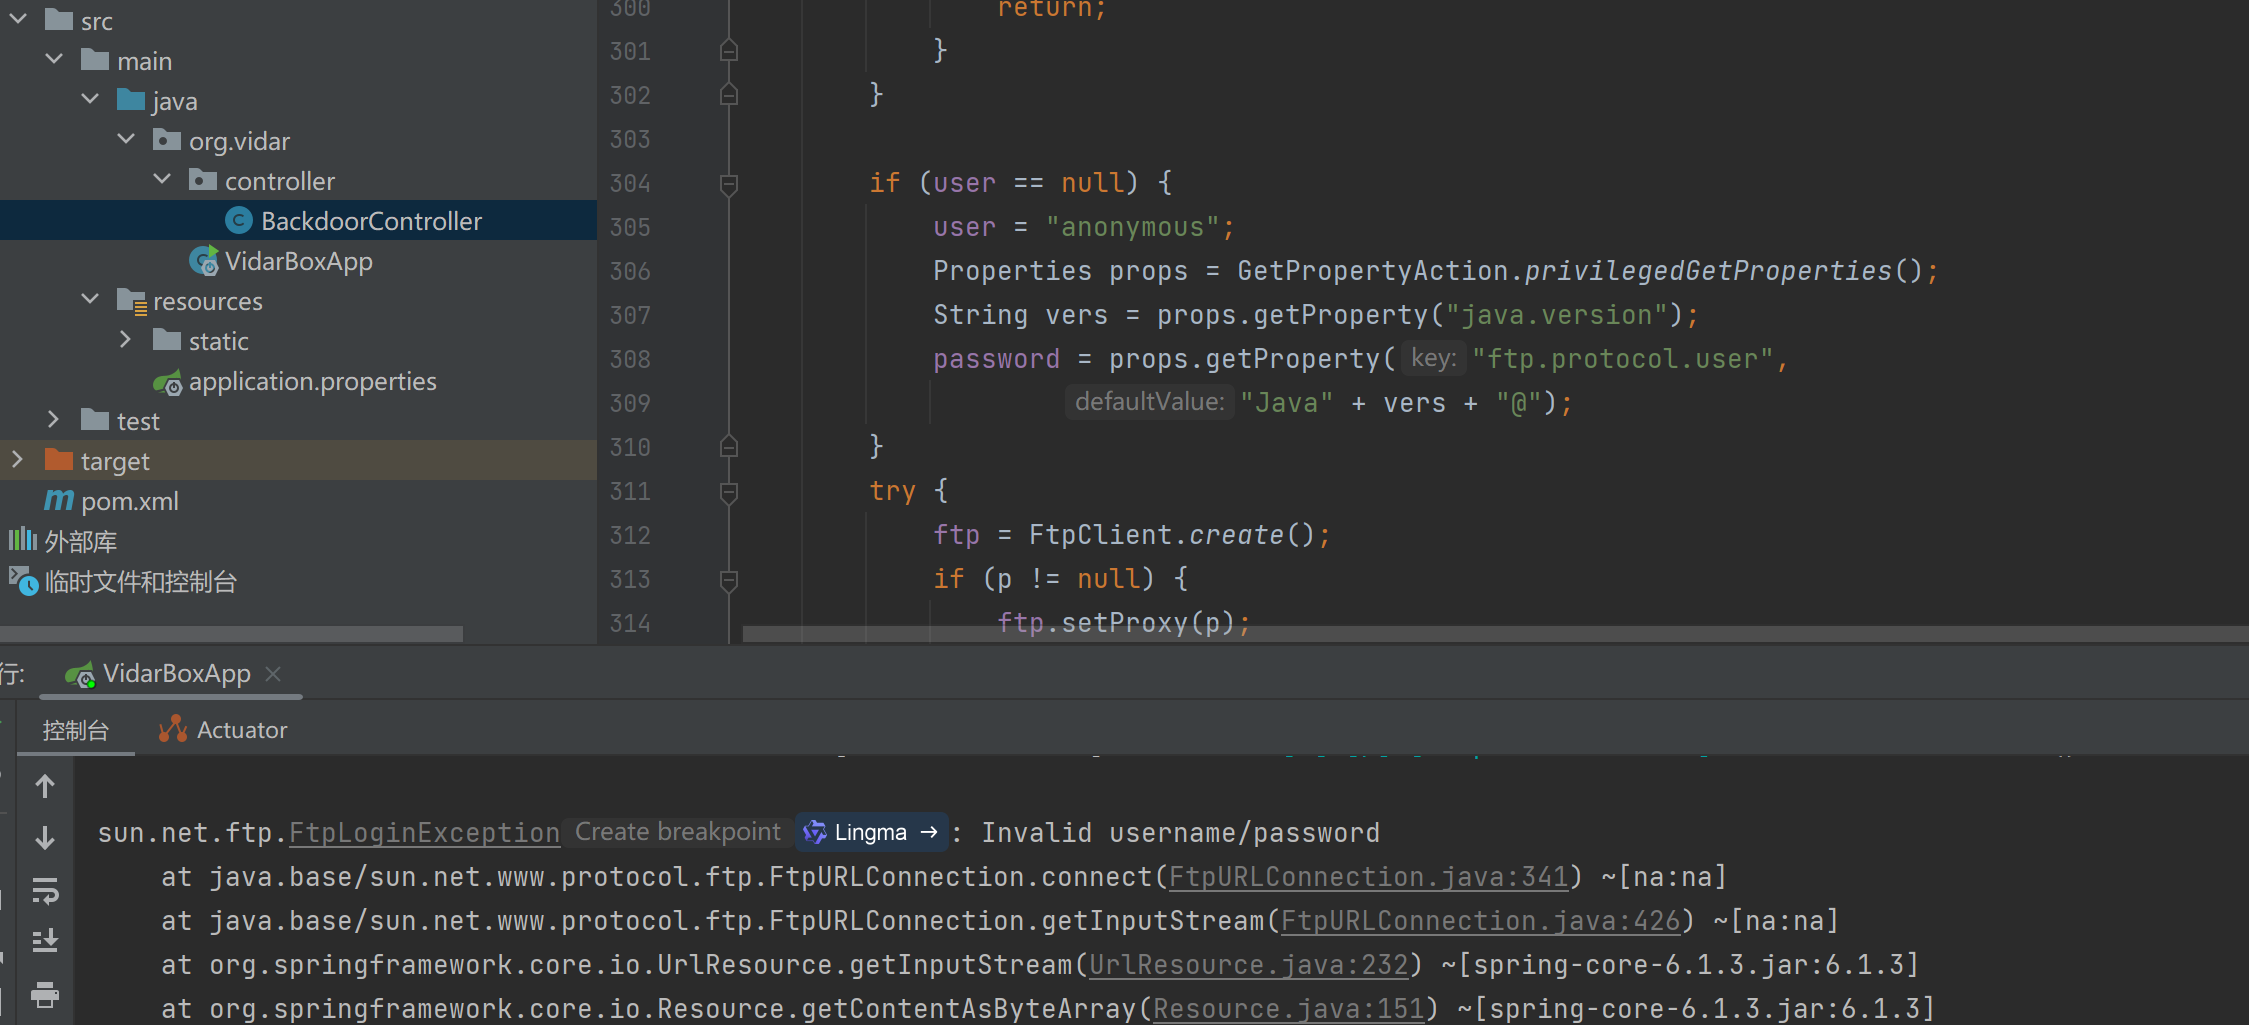 src
main
java
org.vidar
controller
BackdoorController
VidarBoxApp
resources
static
application.properties
test
target
pom.xml
外部库
临时文件和控制台
300 return;
301 }
302 }
303
304 if (user == null) {
305 user = "anonymous";
306 Properties props = GetPropertyAction.privilegedGetProperties();
307 String vers = props.getProperty("java.version");
308 password = props.getProperty( key: "ftp.protocol.user",
309 defaultValue: "Java" + vers + "@");
310 }
311 try {
312 ftp = FtpClient.create();
313 if (p != null) {
314 ftp.setProxy(p);
行: VidarBoxApp
控制台 Actuator
sun.net.ftp.FtpLoginException Create breakpoint Lingma → : Invalid username/password
at java.base/sun.net.www.protocol.ftp.FtpURLConnection.connect(FtpURLConnection.java:341) ~[na:na]
at java.base/sun.net.www.protocol.ftp.FtpURLConnection.getInputStream(FtpURLConnection.java:426) ~[na:na]
at org.springframework.core.io.UrlResource.getInputStream(UrlResource.java:232) ~[spring-core-6.1.3.jar:6.1.3]
at org.springframework.core.io.Resource.getContentAsByteArray(Resource.java:151) ~[spring-core-6.1.3.jar:6.1.3]